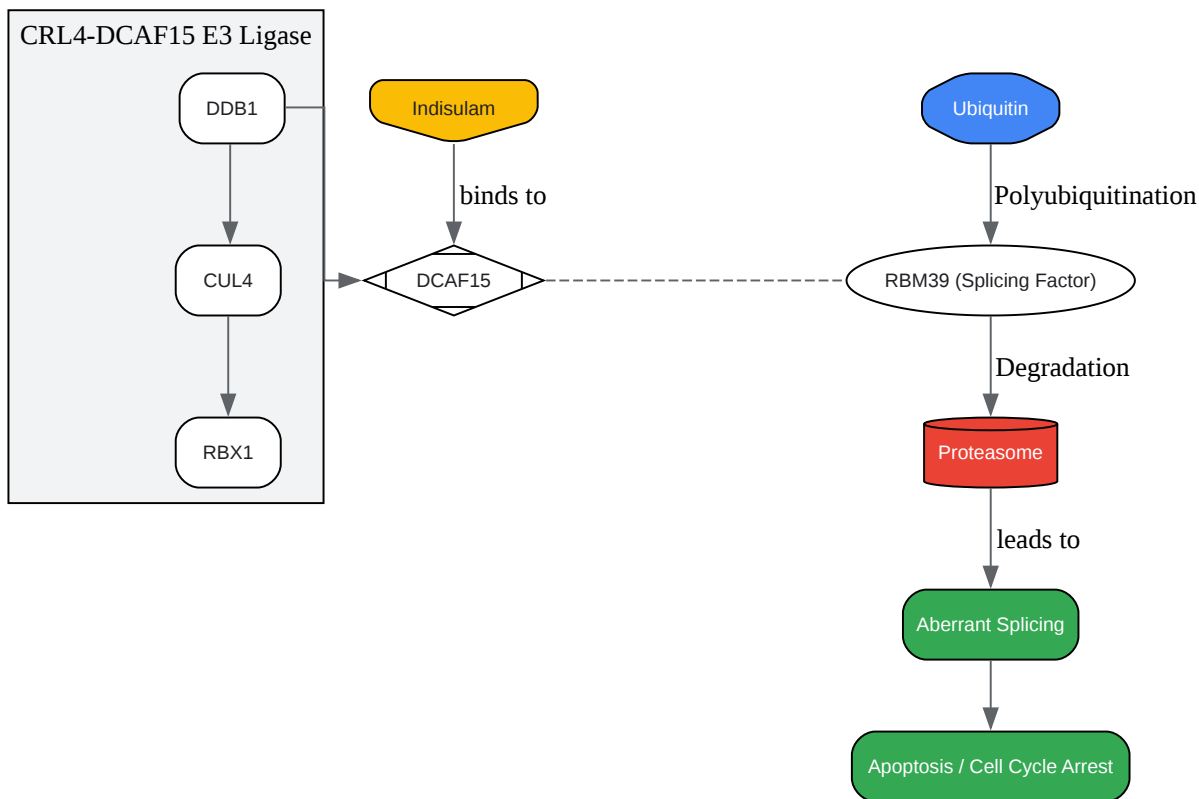 CRL4-DCAF15 E3 Ligase
DDB1
Indisulam
Ubiquitin
binds to
Polyubiquitination
CUL4
DCAF15
RBM39 (Splicing Factor)
Degradation
RBX1
Proteasome
leads to
Aberrant Splicing
Apoptosis / Cell Cycle Arrest